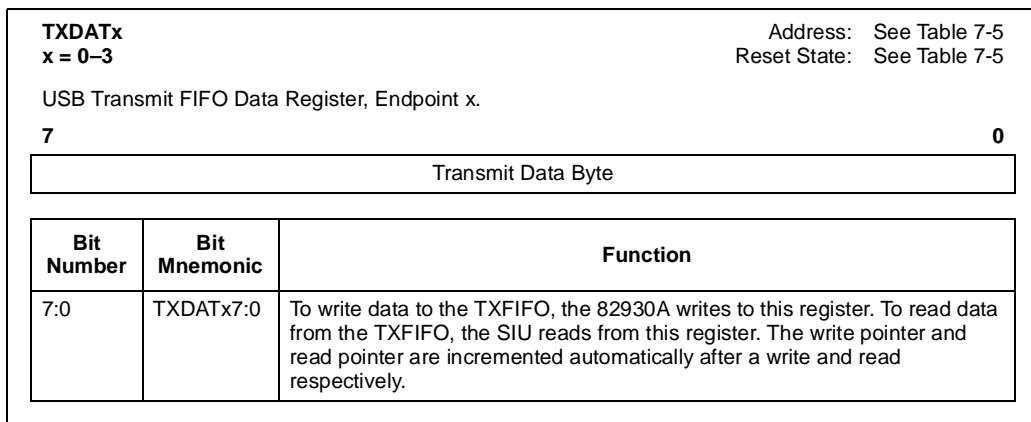 TXDATx Address: See Table 7-5
x = 0–3 Reset State: See Table 7-5
USB Transmit FIFO Data Register, Endpoint x.
7 0
Transmit Data Byte
Bit Number Bit Mnemonic Function
7:0 TXDATx7:0 To write data to the TXFIFO, the 82930A writes to this register. To read data
from the TXFIFO, the SIU reads from this register. The write pointer and
read pointer are incremented automatically after a write and read
respectively.